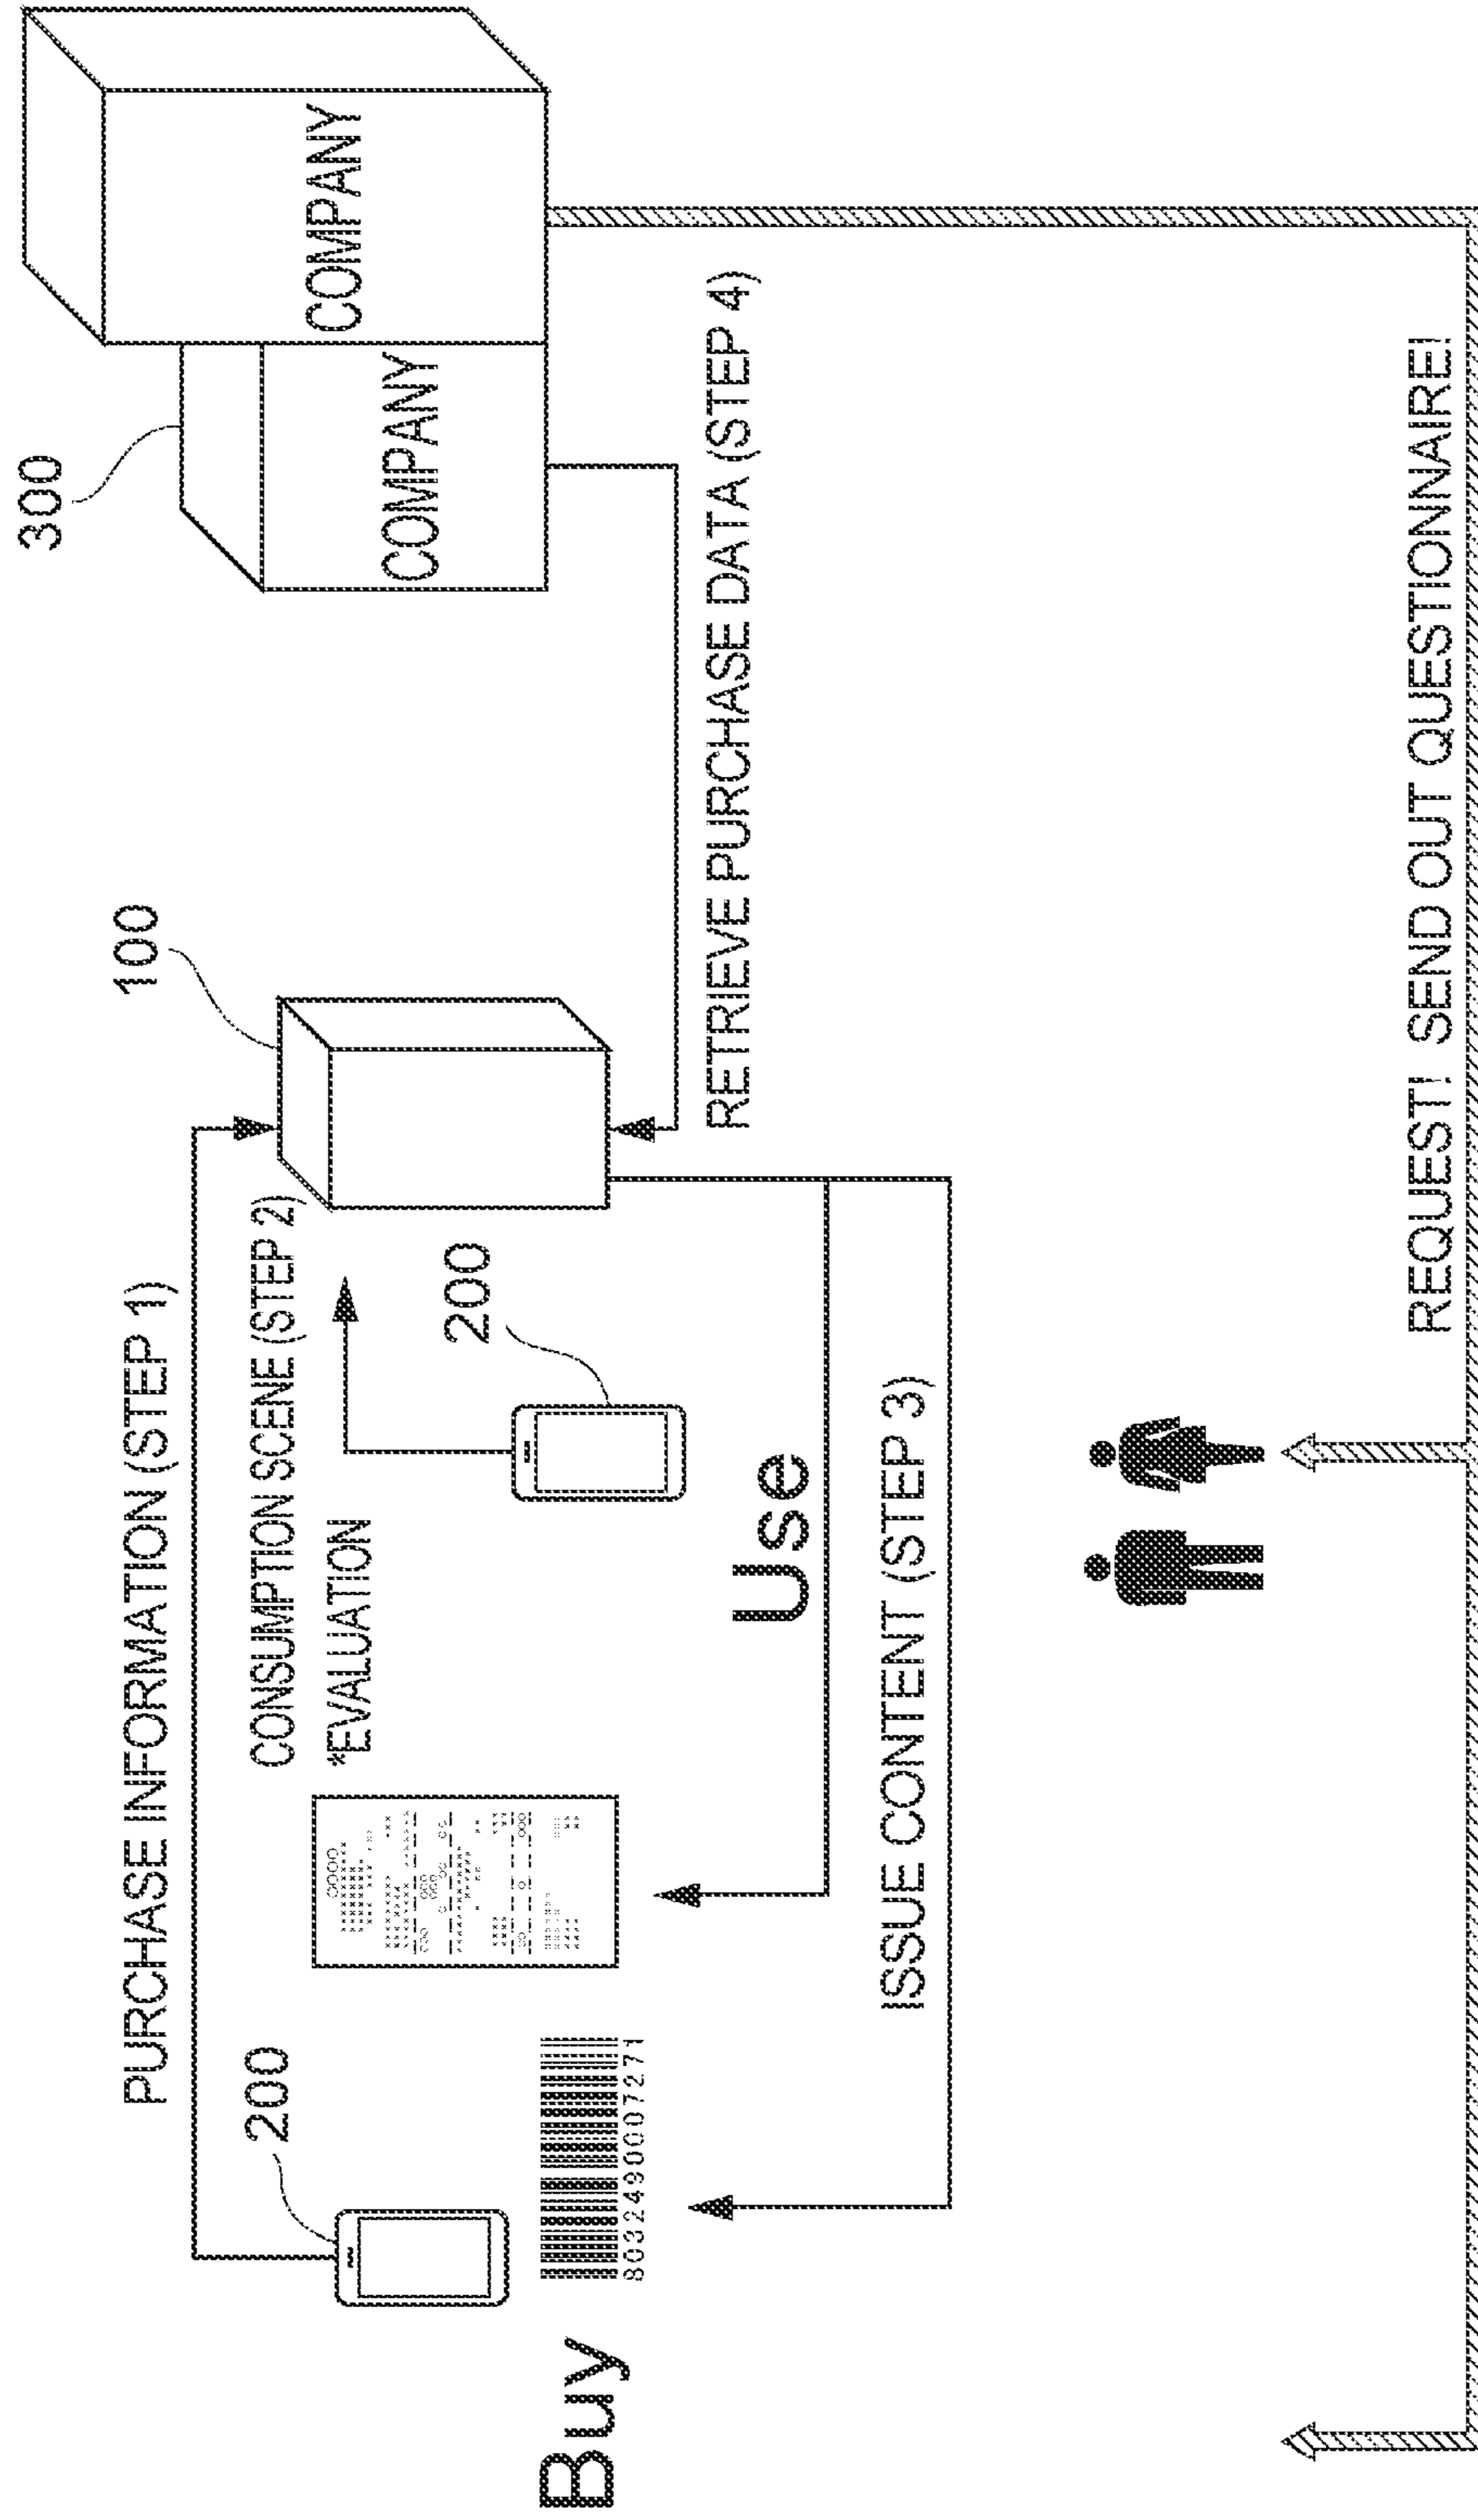 300
PURCHASE INFORMATION (STEP 1)
100
200
CONSUMPTION SCENE (STEP 2)
COMPANY
*EVALUATION
COMPANY
200
Buy
8032490007271
RETRIEVE PURCHASE DATA (STEP 4)
Use
ISSUE CONTENT (STEP 3)
REQUEST! SEND OUT QUESTIONNAIRE!